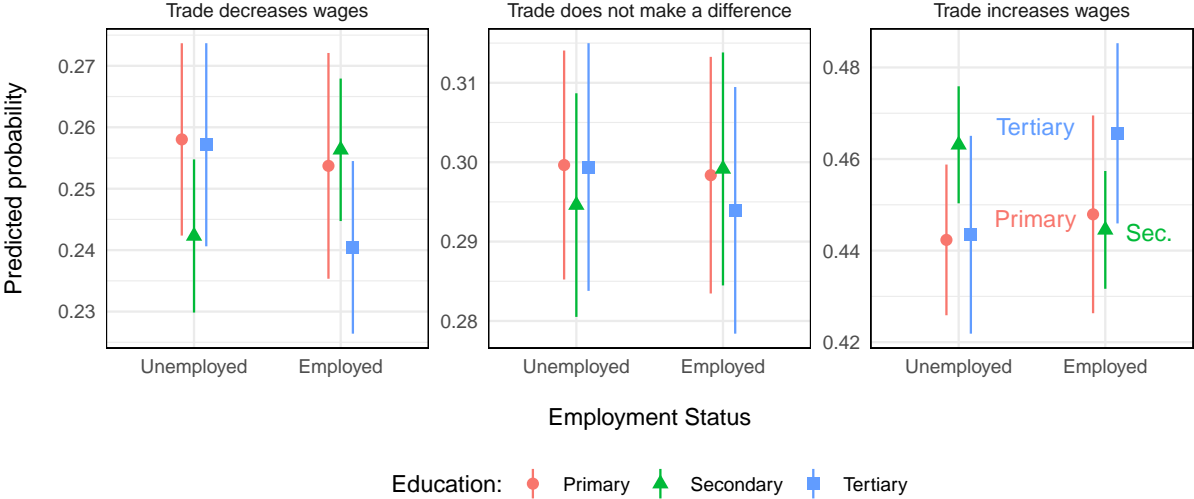 Trade decreases wages
Trade does not make a difference
Trade increases wages
Predicted probability
0.27
0.26
0.25
0.24
0.23
0.31
0.30
0.29
0.28
0.48
0.46
0.44
0.42
Tertiary
Primary
Sec.
Unemployed Employed
Unemployed Employed
Unemployed Employed
Employment Status
Education: Primary Secondary Tertiary